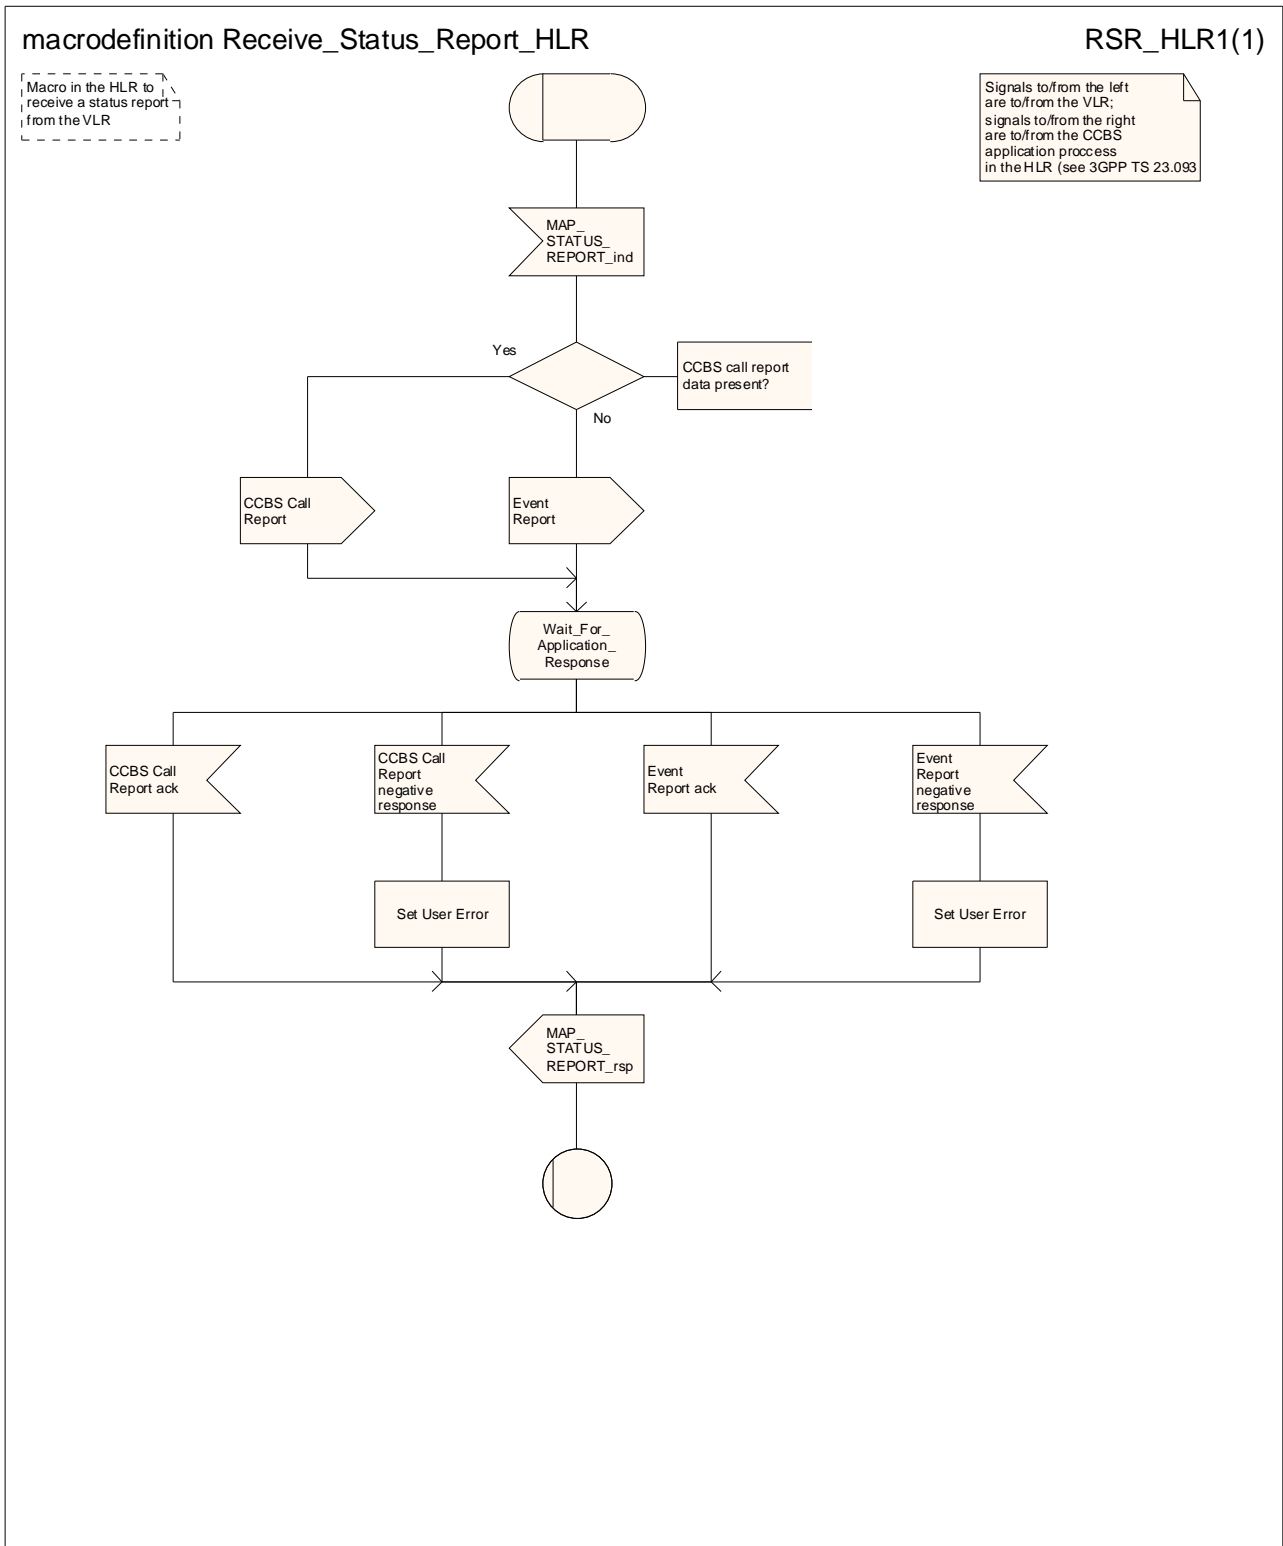 macrodefinition Receive_Status_Report_HLR
RSR_HLR1(1)
Macro in the HLR to
receive a status report
from the VLR
Signals to/from the left
are to/from the VLR;
signals to/from the right
are to/from the CCBS
application proccess
in the HLR (see 3GPP TS 23.093
MAP_
STATUS_
REPORT_ind
Yes
CCBS call report
data present?
No
CCBS Call
Report
Event
Report
Wait_For_
Application_
Response
CCBS Call
Report ack
CCBS Call
Report
negative
response
Event
Report ack
Event
Report
negative
response
Set User Error
Set User Error
MAP_
STATUS_
REPORT_rsp